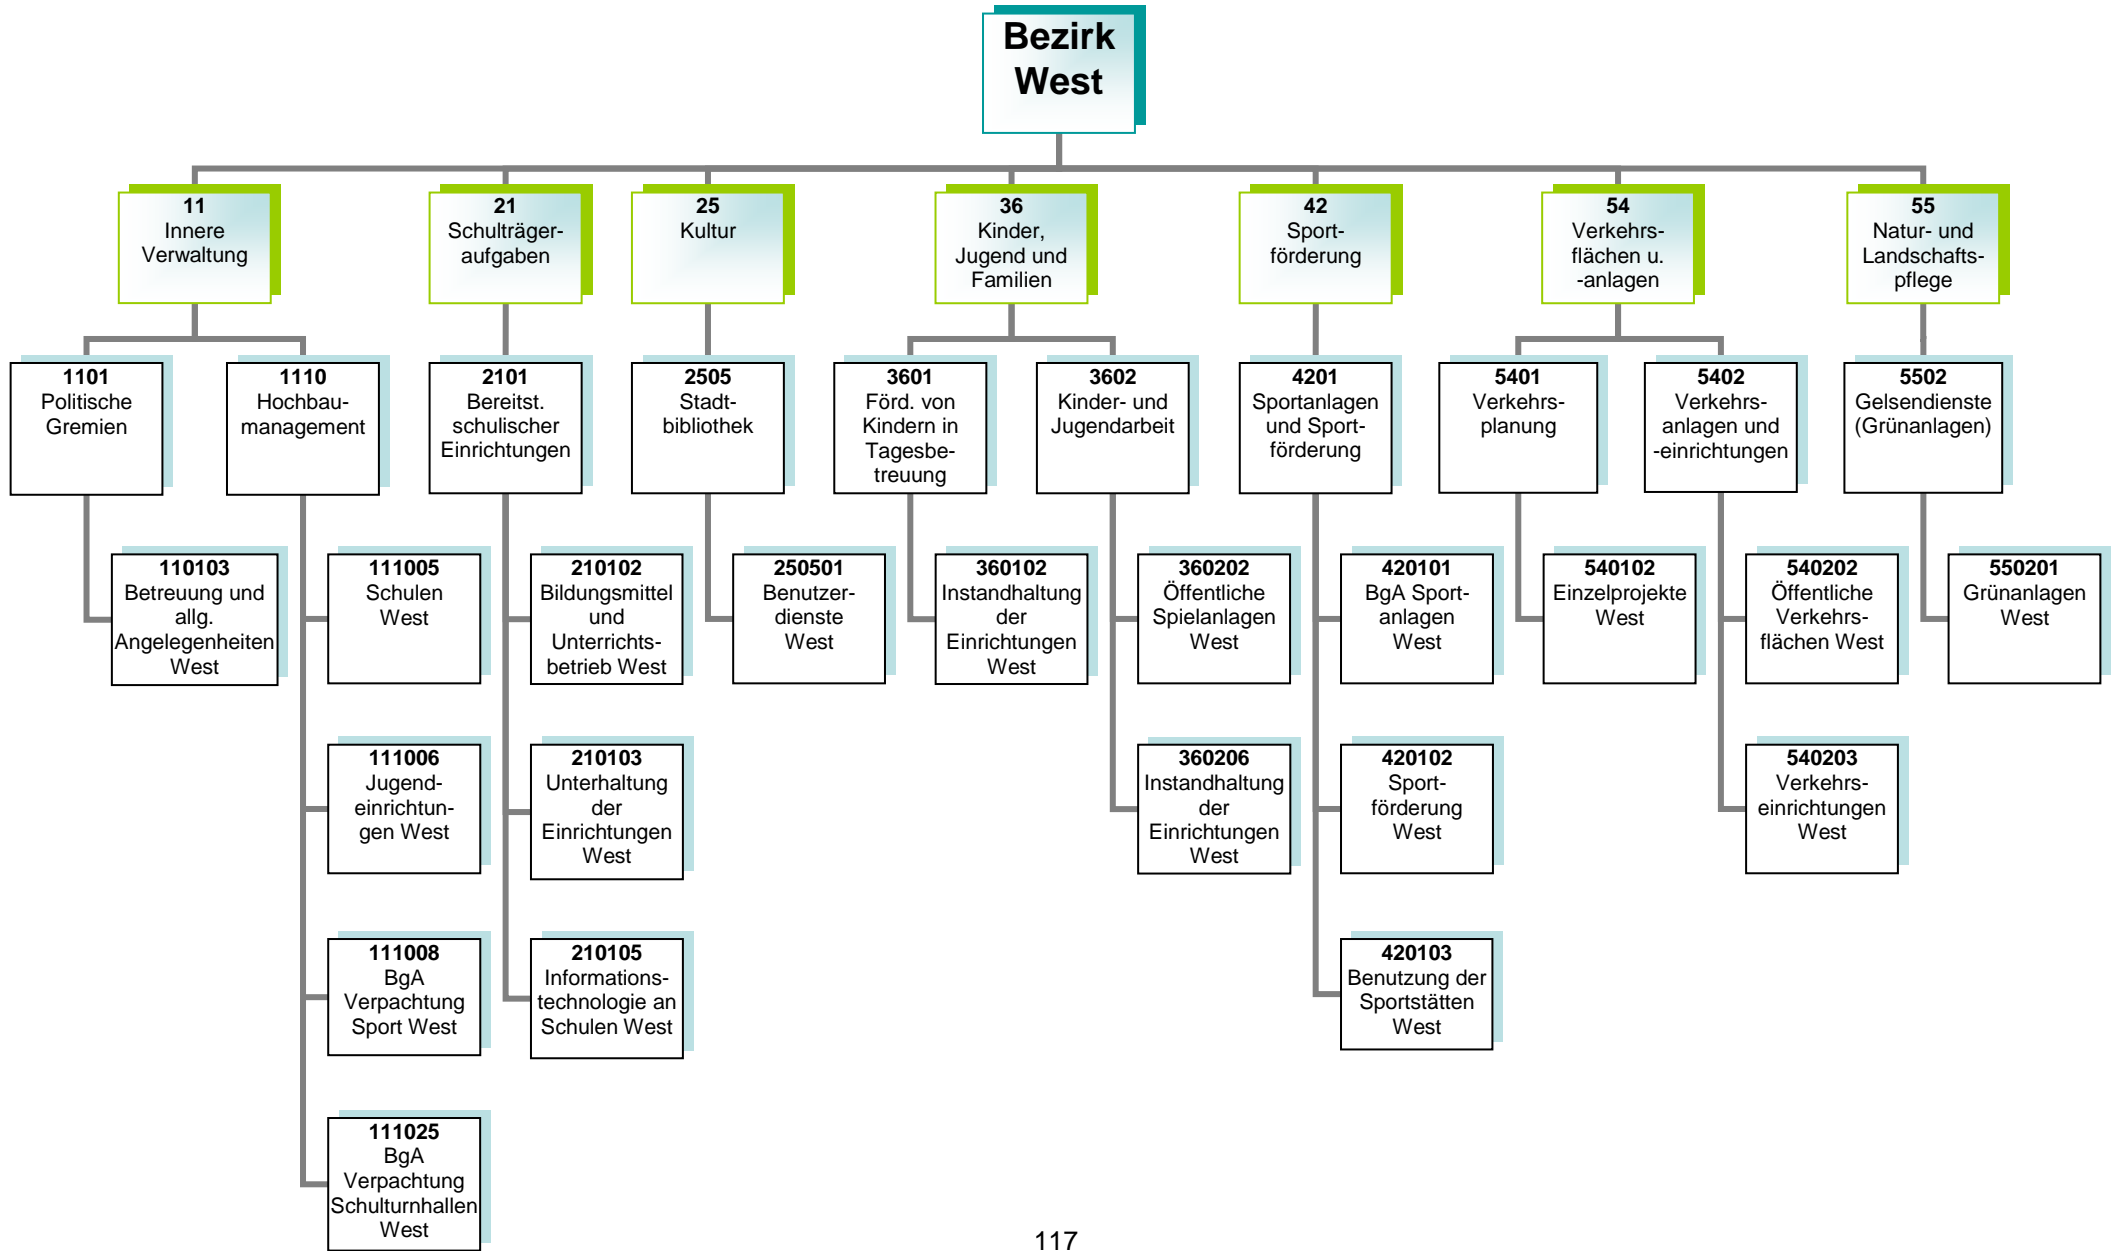 Bezirk
West
11
Innere
Verwaltung
21
Schulträger-
aufgaben
25
Kultur
36
Kinder,
Jugend und
Familien
42
Sport-
förderung
54
Verkehrs-
flächen u.
-anlagen
55
Natur- und
Landschafts-
pflege
1101
Politische
Gremien
1110
Hochbau-
management
2101
Bereitst.
schulischer
Einrichtungen
2505
Stadt-
bibliothek
3601
Förd. von
Kindern in
Tagesbe-
treuung
3602
Kinder- und
Jugendarbeit
4201
Sportanlagen
und Sport-
förderung
5401
Verkehrs-
planung
5402
Verkehrs-
anlagen und
-einrichtungen
5502
Gelsendienste
(Grünanlagen)
110103
Betreuung und
allg.
Angelegenheiten
West
111005
Schulen
West
210102
Bildungsmittel
und
Unterrichts-
betrieb West
250501
Benutzer-
dienste
West
360102
Instandhaltung
der
Einrichtungen
West
360202
Öffentliche
Spielanlagen
West
420101
BgA Sport-
anlagen
West
540102
Einzelprojekte
West
540202
Öffentliche
Verkehrs-
flächen West
550201
Grünanlagen
West
111006
Jugend-
einrichtun-
gen West
210103
Unterhaltung
der
Einrichtungen
West
360206
Instandhaltung
der
Einrichtungen
West
420102
Sport-
förderung
West
540203
Verkehrs-
einrichtungen
West
111008
BgA
Verpachtung
Sport West
210105
Informations-
technologie an
Schulen West
420103
Benutzung der
Sportstätten
West
111025
BgA
Verpachtung
Schulturnhallen
West
117